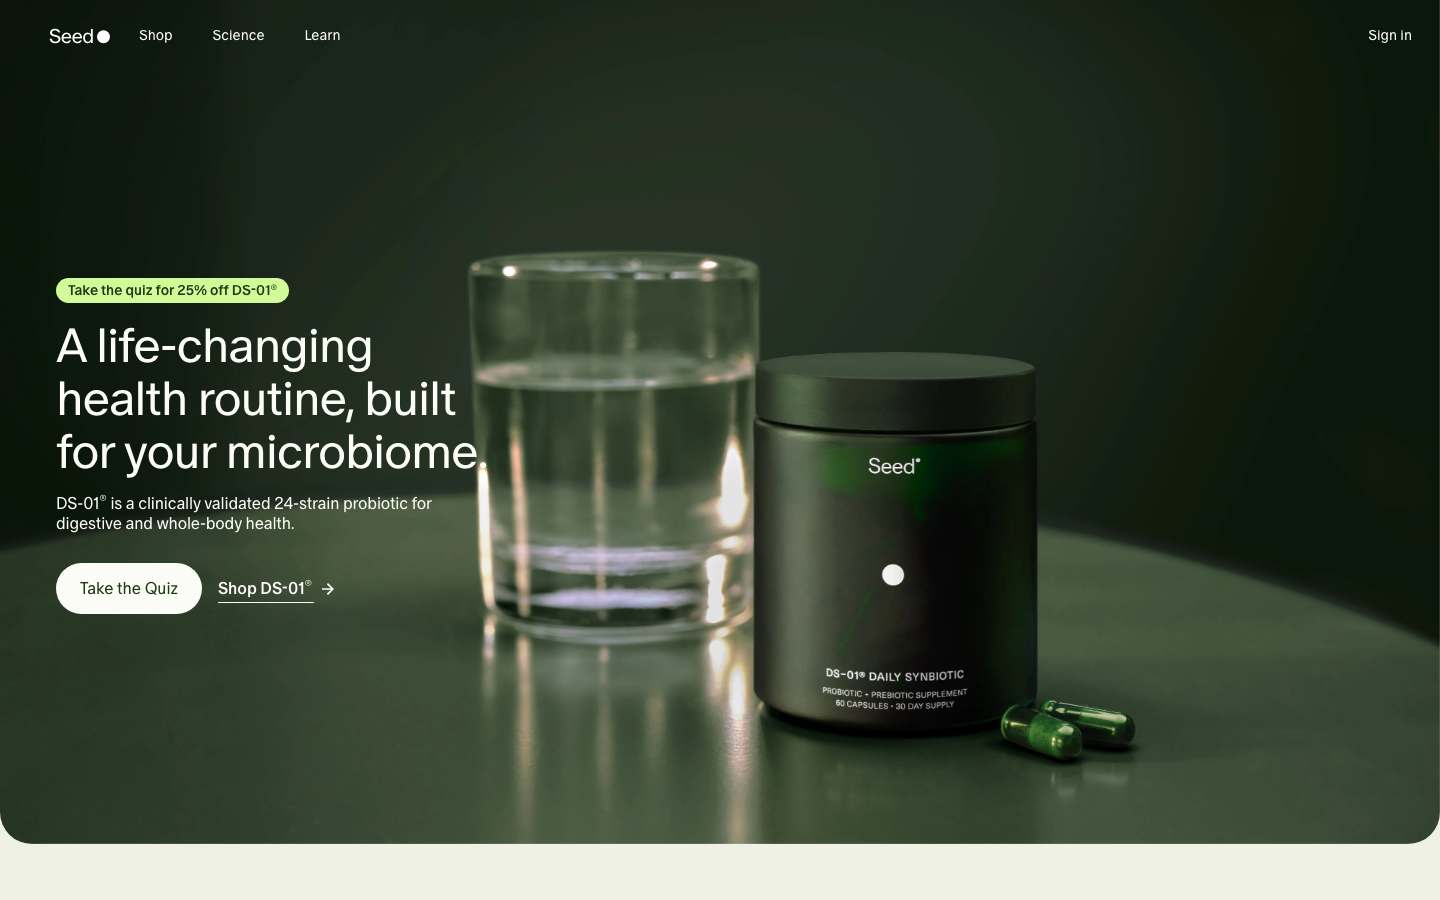 Seed
Shop
Science
Learn
Sign in
Take the quiz for 25% off DS-01®
A life-changing
health routine, built
for your microbiome.
DS-01® is a clinically validated 24-strain probiotic for
digestive and whole-body health.
Take the Quiz
Shop DS-01® →
Seed
DS-01® DAILY SYNBIOTIC
PROBIOTIC + PREBIOTIC SUPPLEMENT
60 CAPSULES • 30 DAY SUPPLY